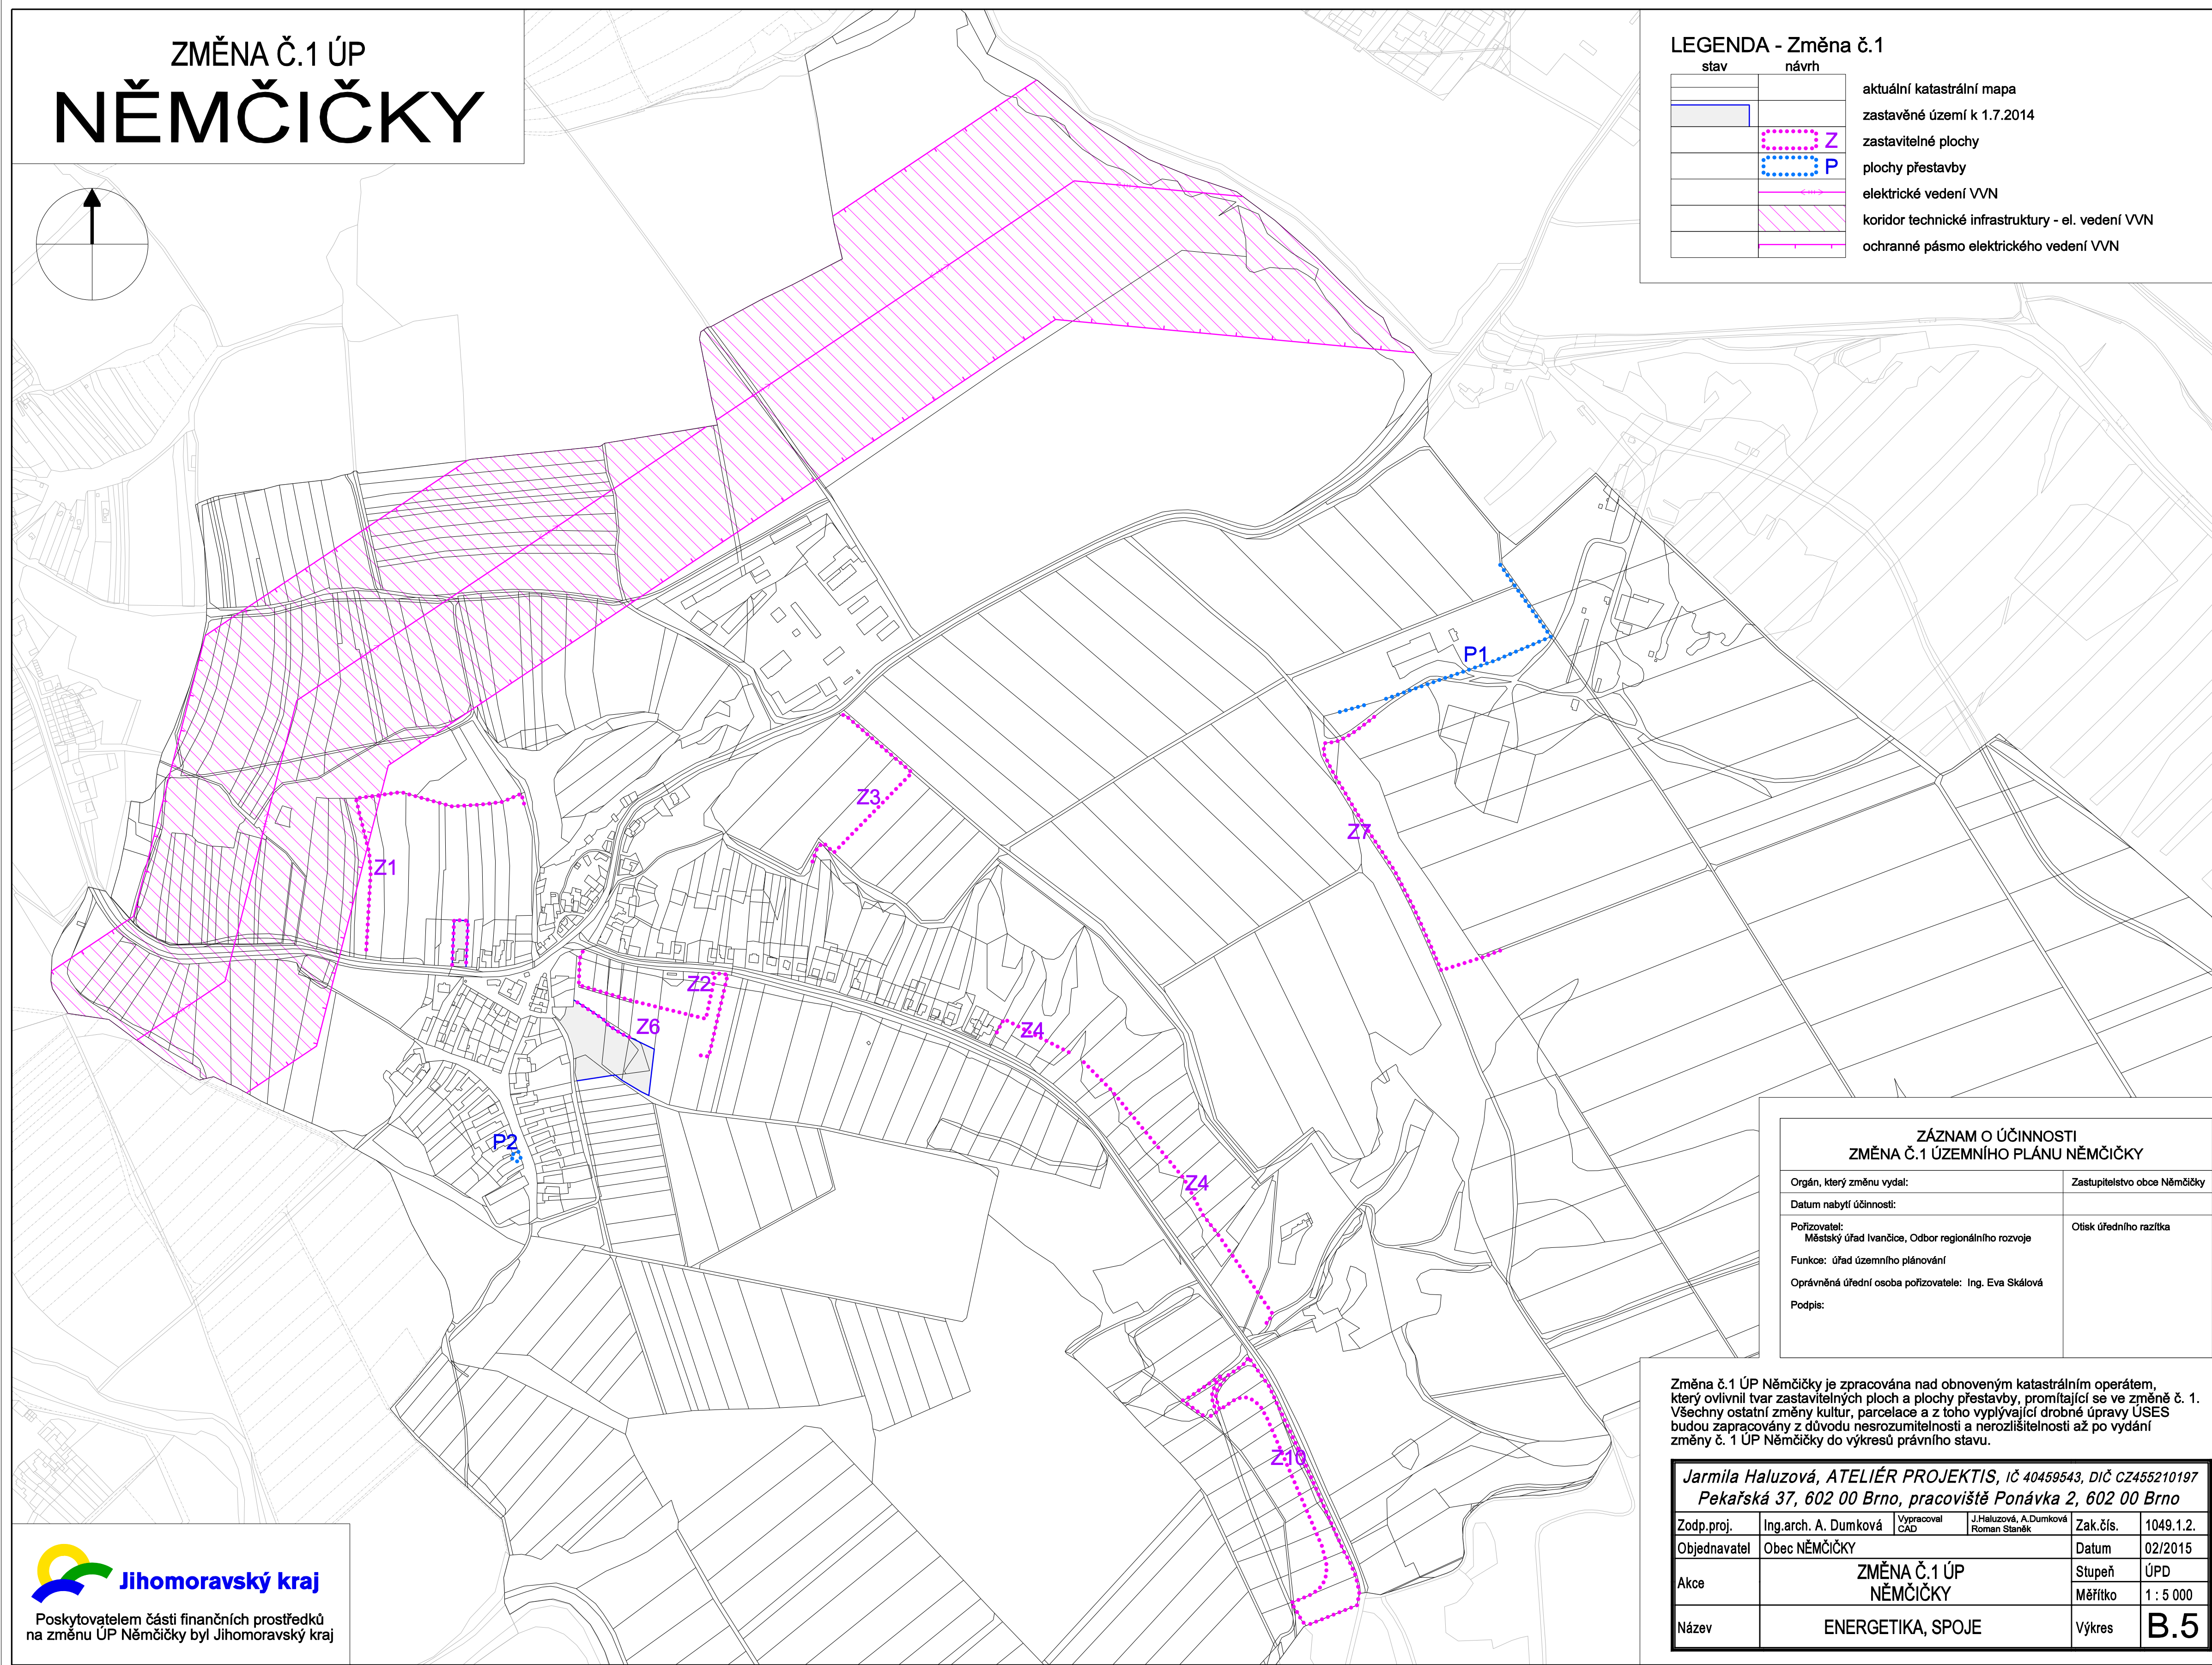 ZMĚNA Č.1 ÚP
NĚMČIČKY
LEGENDA - Změna č.1
stav návrh
aktuální katastrální mapa
zastavěné území k 1.7.2014
Z zastavitelné plochy
P plochy přestavby
elektrické vedení VVN
koridor technické infrastruktury - el. vedení VVN
ochranné pásmo elektrického vedení VVN
P1
Z3
Z7
Z1
Z2
Z6
Z4
P2
Z4
Z10
ZÁZNAM O ÚČINNOSTI
ZMĚNA Č.1 ÚZEMNÍHO PLÁNU NĚMČIČKY
Orgán, který změnu vydal: Zastupitelstvo obce Němčičky
Datum nabytí účinnosti:
Pořizovatel: Otisk úředního razítka
Městský úřad Ivančice, Odbor regionálního rozvoje
Funkce: úřad územního plánování
Oprávněná úřední osoba pořizovatele: Ing. Eva Skálová
Podpis:
Změna č.1 ÚP Němčičky je zpracována nad obnoveným katastrálním operátem,
který ovlivnil tvar zastavitelných ploch a plochy přestavby, promítající se ve změně č. 1.
Všechny ostatní změny kultur, parcelace a z toho vyplývající drobné úpravy ÚSES
budou zapracovány z důvodu nesrozumitelnosti a nerozlišitelnosti až po vydání
změny č. 1 ÚP Němčičky do výkresů právního stavu.
Jarmila Haluzová, ATELIÉR PROJEKTIS, IČ 40459543, DIČ CZ455210197
Pekařská 37, 602 00 Brno, pracoviště Ponávka 2, 602 00 Brno
Zodp.proj. Ing.arch. A. Dumková Vypracoval CAD J.Haluzová, A.Dumková Roman Staněk Zak.čís. 1049.1.2.
Objednavatel Obec NĚMČIČKY Datum 02/2015
Akce ZMĚNA Č.1 ÚP Stupeň ÚPD
NĚMČIČKY Měřítko 1 : 5 000
Název ENERGETIKA, SPOJE Výkres B.5
Jihomoravský kraj
Poskytovatelem části finančních prostředků
na změnu ÚP Němčičky byl Jihomoravský kraj